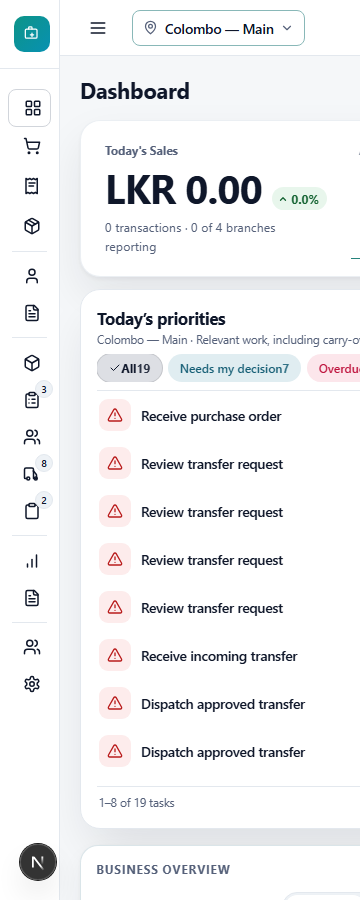 Colombo — Main
Dashboard
Today's Sales
LKR 0.00
0.0%
0 transactions · 0 of 4 branches
reporting
Today's priorities
Colombo — Main · Relevant work, including carry-o
All19
Needs my decision7
Overdu
Receive purchase order
Review transfer request
Review transfer request
Review transfer request
Review transfer request
Receive incoming transfer
Dispatch approved transfer
Dispatch approved transfer
1–8 of 19 tasks
BUSINESS OVERVIEW
3
8
2
N